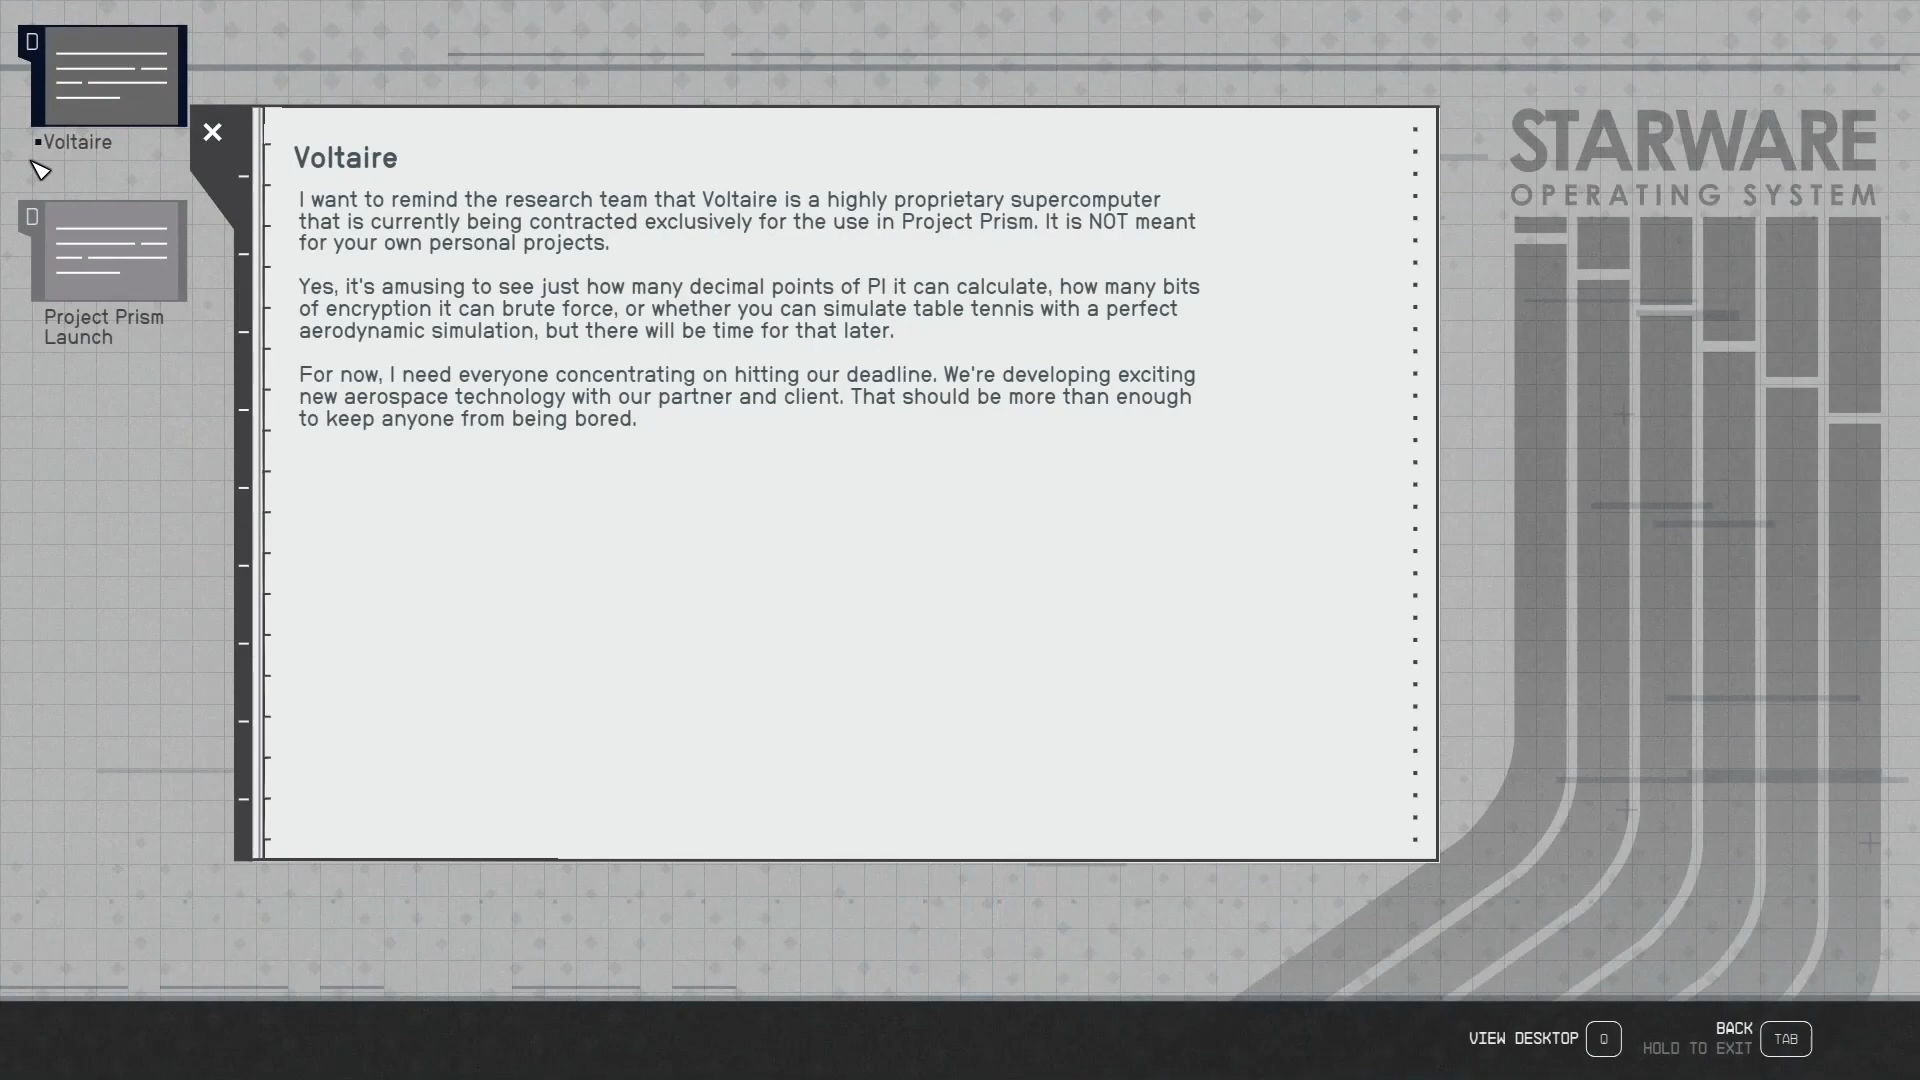 Voltaire
Project Prism
Launch
Voltaire
I want to remind the research team that Voltaire is a highly proprietary supercomputer
that is currently being contracted exclusively for the use in Project Prism. It is NOT meant
for your own personal projects.
Yes, it's amusing to see just how many decimal points of PI it can calculate, how many bits
of encryption it can brute force, or whether you can simulate table tennis with a perfect
aerodynamic simulation, but there will be time for that later.
For now, I need everyone concentrating on hitting our deadline. We're developing exciting
new aerospace technology with our partner and client. That should be more than enough
to keep anyone from being bored.
STARWARE
OPERATING SYSTEM
VIEW DESKTOP Q
BACK
HOLD TO EXIT TAB